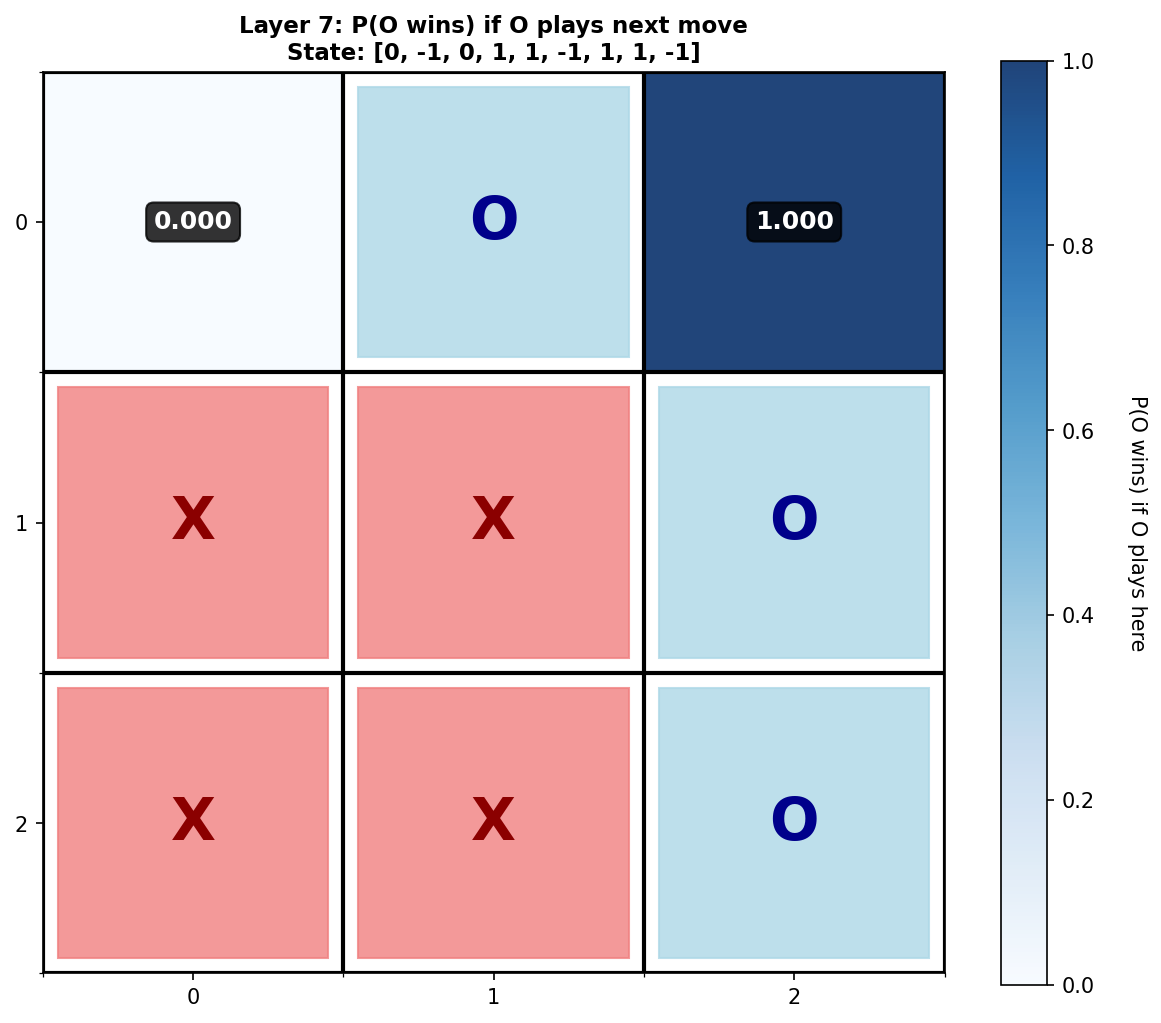 Layer 7: P(O wins) if O plays next move
State: [0, -1, 0, 1, 1, -1, 1, 1, -1]
0.000
O
1.000
X
X
O
X
X
O
0
1
2
0
1
2
1.0
0.8
0.6
0.4
0.2
0.0
P(O wins) if O plays here